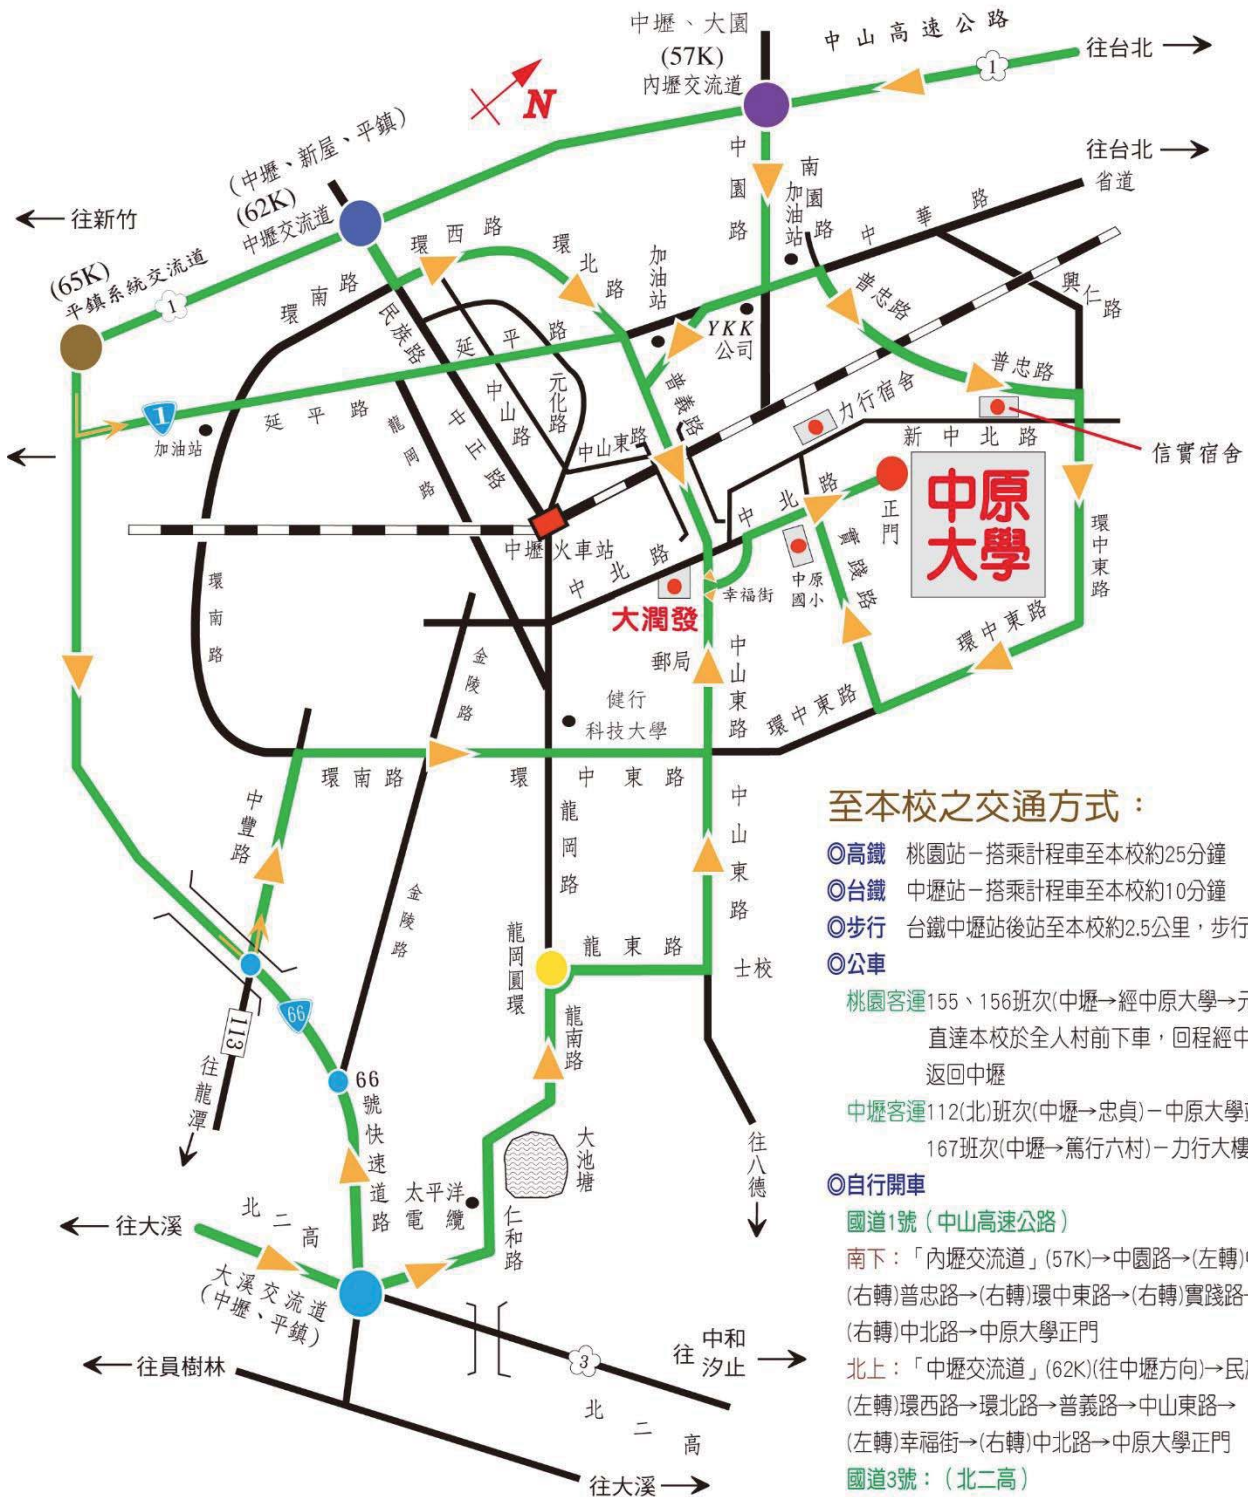 中壢、大園
(57K)
內壢交流道
中山高速公路
1
往台北
N
往台北
省道
(中壢、新屋、平鎮)
(62K)
中壢交流道
往新竹
(65K)
平鎮系統交流道
1
中園路
南園路
加油站
中華路
興仁路
環西路
環北路
加油站
環南路
民族路
延平路
YKK
公司
普忠路
普忠路
元化路
中山路
普義路
力行宿舍
1
延平路
加油站
龍岡路
中正路
中山東路
新中北路
信實宿舍
中北路
正門
中原
大學
環中東路
中壢火車站
中北路
實踐路
中原
國小
幸福街
大潤發
環南路
金陵路
郵局
中山東路
環中東路
環中東路
健行
科技大學
環南路
環中東路
中豐路
龍岡路
中山東路
金陵路
龍岡圓環
龍東路
士校
66
113
往龍潭
66號快速道路
龍南路
大池塘
太平洋
電纜
仁和路
往八德
往大溪
北二高
大溪交流道
(中壢、平鎮)
往員樹林
3
往
中和
汐止
北二高
往大溪
至本校之交通方式：
◎高鐵 桃園站－搭乘計程車至本校約25分鐘
◎台鐵 中壢站－搭乘計程車至本校約10分鐘
◎步行 台鐵中壢站後站至本校約2.5公里，步行
◎公車
桃園客運155、156班次(中壢→經中原大學→
直達本校於全人村前下車，回程經中
返回中壢
中壢客運112(北)班次(中壢→忠貞)－中原大學
167班次(中壢→篤行六村)－力行大樓
◎自行開車
國道1號（中山高速公路）
南下：「內壢交流道」(57K)→中園路→(左轉)
(右轉)普忠路→(右轉)環中東路→(右轉)實踐路
(右轉)中北路→中原大學正門
北上：「中壢交流道」(62K)(往中壢方向)→
(左轉)環西路→環北路→普義路→中山東路→
(左轉)幸福街→(右轉)中北路→中原大學正門
國道3號：（北二高）